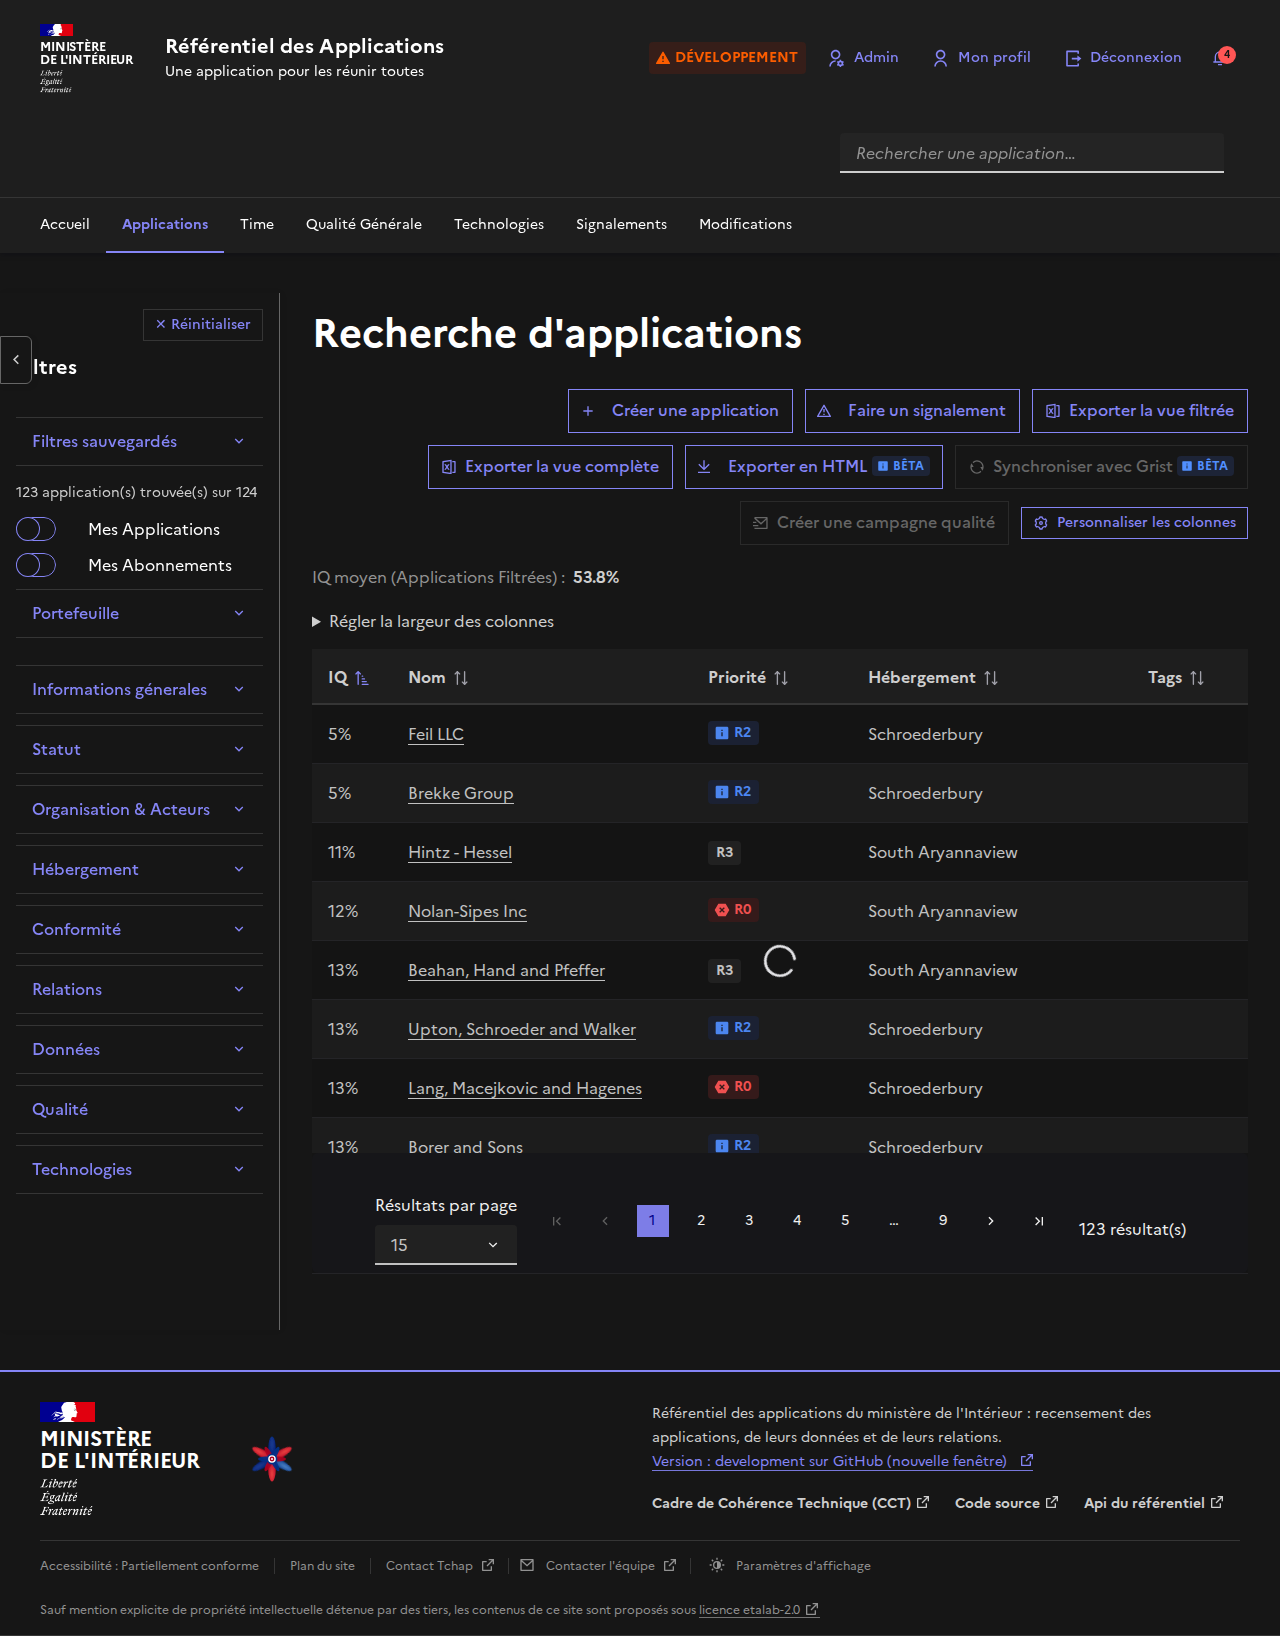 MINISTÈRE
DE L'INTÉRIEUR
Liberté
Égalité
Fraternité
Référentiel des Applications
Une application pour les réunir toutes
DÉVELOPPEMENT
Admin
Mon profil
Déconnexion
4
Rechercher une application...
Accueil
Applications
Time
Qualité Générale
Technologies
Signalements
Modifications
Réinitialiser
ltres
Filtres sauvegardés
123 application(s) trouvée(s) sur 124
Mes Applications
Mes Abonnements
Portefeuille
Informations génerales
Statut
Organisation & Acteurs
Hébergement
Conformité
Relations
Données
Qualité
Technologies
Recherche d'applications
Créer une application
Faire un signalement
Exporter la vue filtrée
Exporter la vue complète
Exporter en HTML BÊTA
Synchroniser avec Grist BÊTA
Créer une campagne qualité
Personnaliser les colonnes
IQ moyen (Applications Filtrées) : 53.8%
Régler la largeur des colonnes
IQ Nom Priorité Hébergement Tags
5% Feil LLC R2 Schroederbury
5% Brekke Group R2 Schroederbury
11% Hintz - Hessel R3 South Aryannaview
12% Nolan-Sipes Inc R0 South Aryannaview
13% Beahan, Hand and Pfeffer R3 South Aryannaview
13% Upton, Schroeder and Walker R2 Schroederbury
13% Lang, Macejkovic and Hagenes R0 Schroederbury
13% Borer and Sons R2 Schroederbury
Résultats par page
15
1 2 3 4 5 … 9
123 résultat(s)
MINISTÈRE
DE L'INTÉRIEUR
Liberté
Égalité
Fraternité
Référentiel des applications du ministère de l'Intérieur : recensement des
applications, de leurs données et de leurs relations.
Version : development sur GitHub (nouvelle fenêtre)
Cadre de Cohérence Technique (CCT)
Code source
Api du référentiel
Accessibilité : Partiellement conforme
Plan du site
Contact Tchap
Contacter l'équipe
Paramètres d'affichage
Sauf mention explicite de propriété intellectuelle détenue par des tiers, les contenus de ce site sont proposés sous licence etalab-2.0